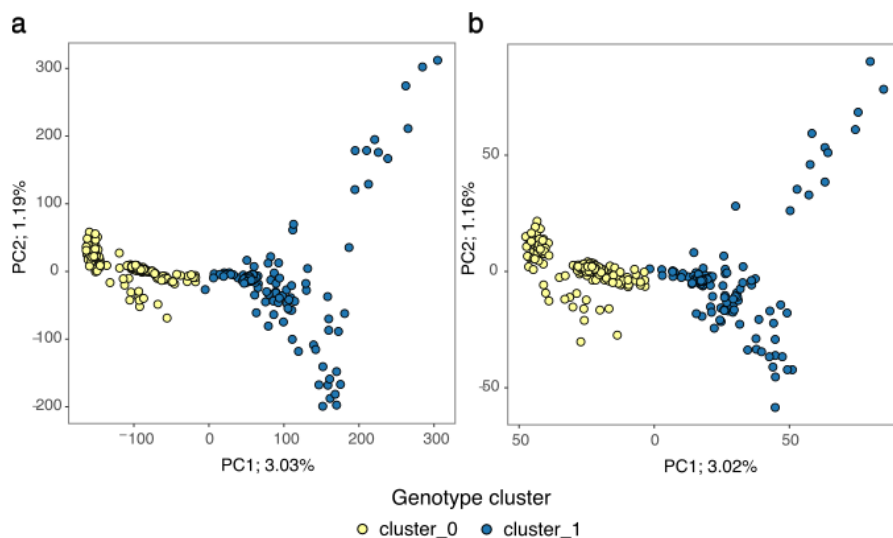 a
b
300
200
100
0
−100
−200
PC2; 1.19%
−100
0
100
200
300
PC1; 3.03%
50
0
-50
PC2; 1.16%
50
0
50
PC1; 3.02%
Genotype cluster
cluster_0
cluster_1